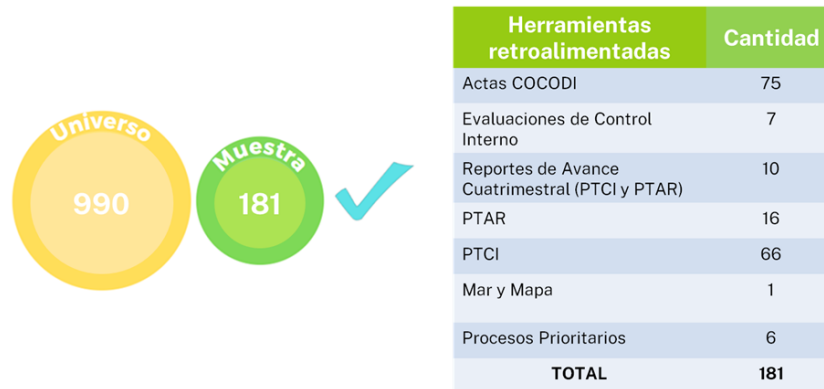 Universo
990
Muestra
181
Herramientas
retroalimentadas
Cantidad
Actas COCODI 75
Evaluaciones de Control
Interno
7
Reportes de Avance
Cuatrimestral (PTCI y PTAR)
10
PTAR 16
PTCI 66
Mar y Mapa 1
Procesos Prioritarios 6
TOTAL 181